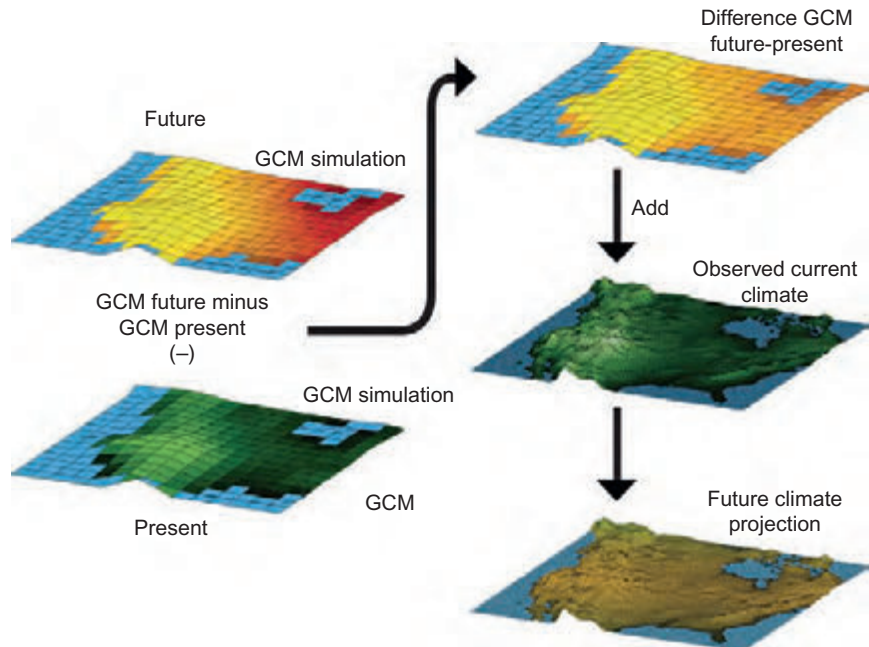 Future
GCM simulation
GCM future minus
GCM present
(–)
GCM simulation
GCM
Present
Difference GCM
future-present
Add
Observed current
climate
Future climate
projection